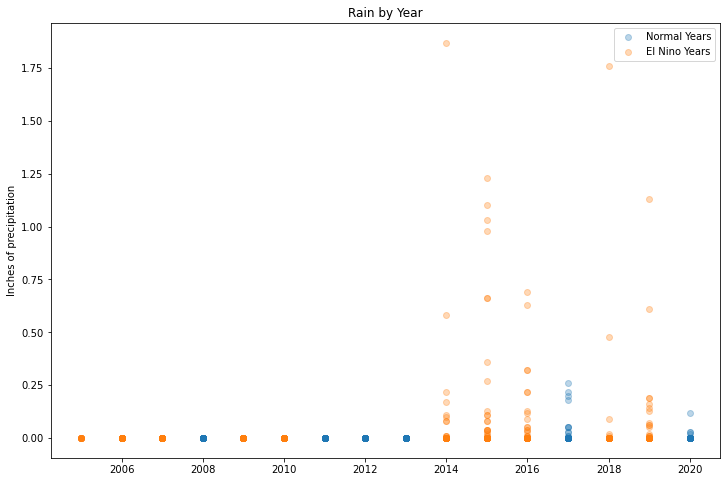 Rain by Year
Normal Years
El Nino Years
Inches of precipitation
1.75
1.50
1.25
1.00
0.75
0.50
0.25
0.00
2006 2008 2010 2012 2014 2016 2018 2020